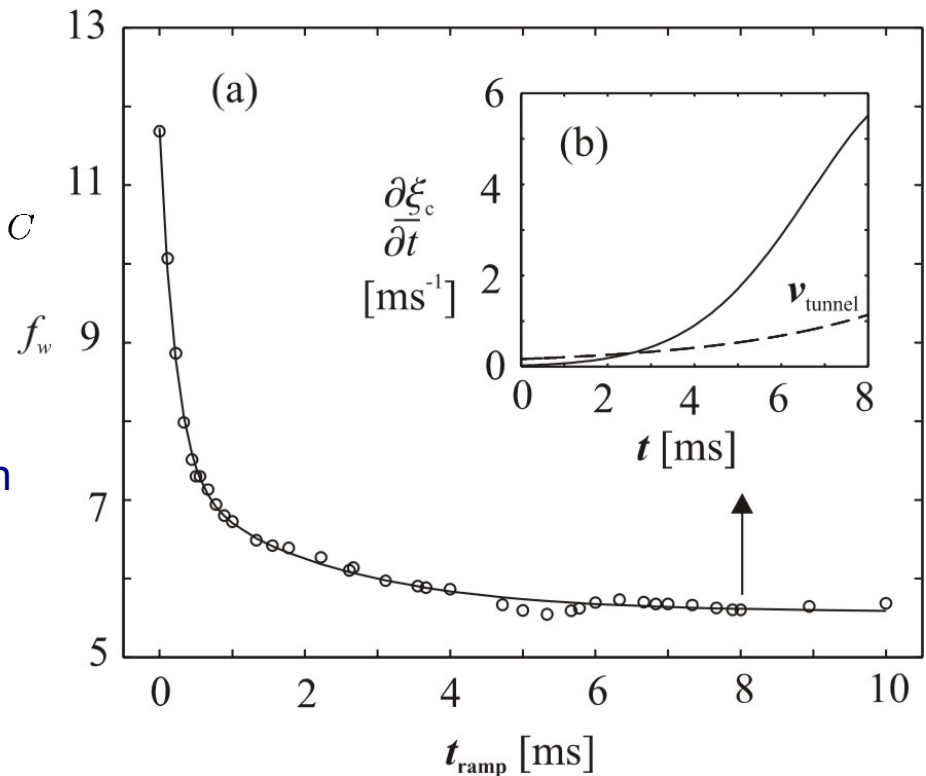 13
11
9
7
5
C
f_w
n
(a)
0 2 4 6 8 10
t_ramp [ms]
(b)
6
4
2
0
∂ξ_c
∂t̄
[ms⁻¹]
ν_tunnel
0 2 4 6 8
t [ms]